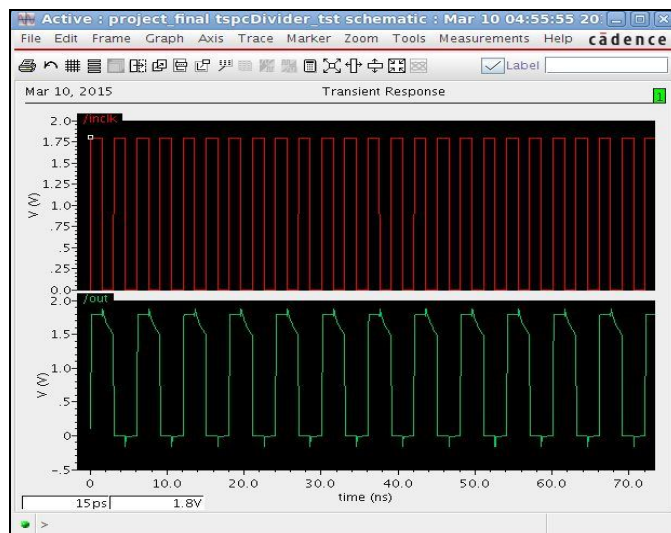 Active : project_final tspcDivider_tst schematic : Mar 10 04:55:55 20
File Edit Frame Graph Axis Trace Marker Zoom Tools Measurements Help cādence
Label
Mar 10, 2015 Transient Response 1
/inclk
2.0
1.75
1.5
1.25
1.0
.75
.5
.25
0.0
V (V)
/out
2.0
1.5
1.0
.5
0
-.5
V (V)
0 10.0 20.0 30.0 40.0 50.0 60.0 70.0
time (ns)
15ps 1.8V
>